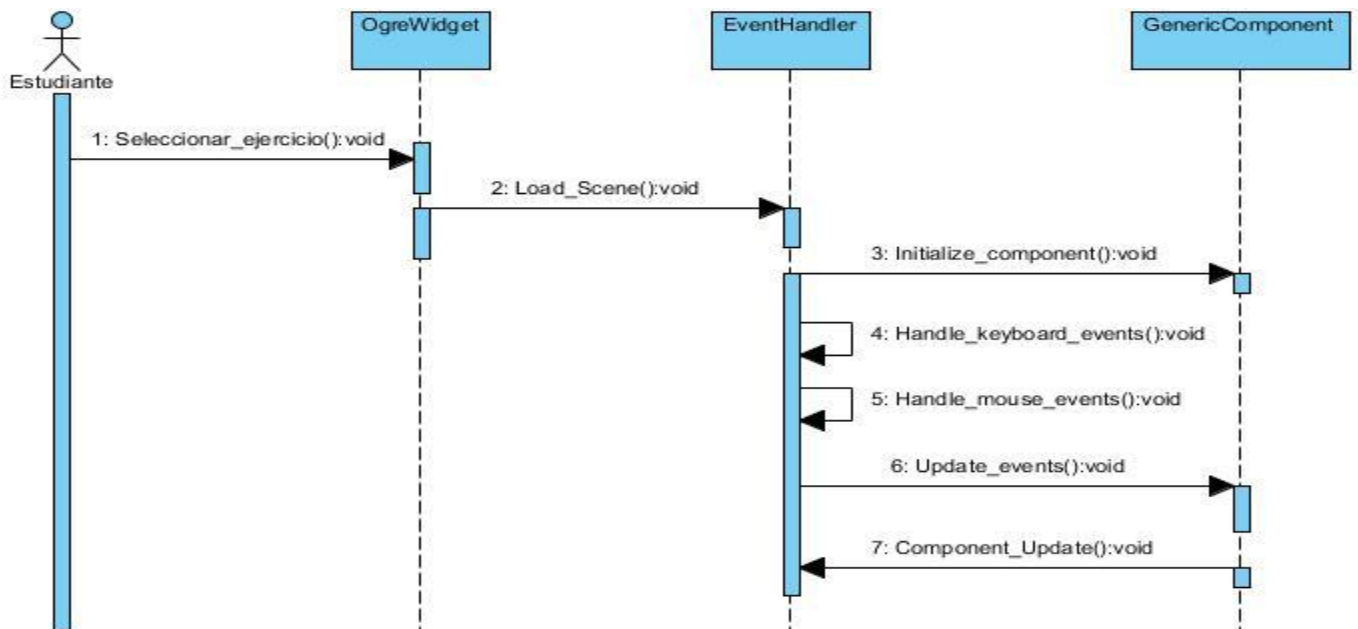 OgreWidget
EventHandler
GenericComponent
Estudiante
1: Seleccionar_ejercicio():void
2: Load_Scene():void
3: Initialize_component():void
4: Handle_keyboard_events():void
5: Handle_mouse_events():void
6: Update_events():void
7: Component_Update():void